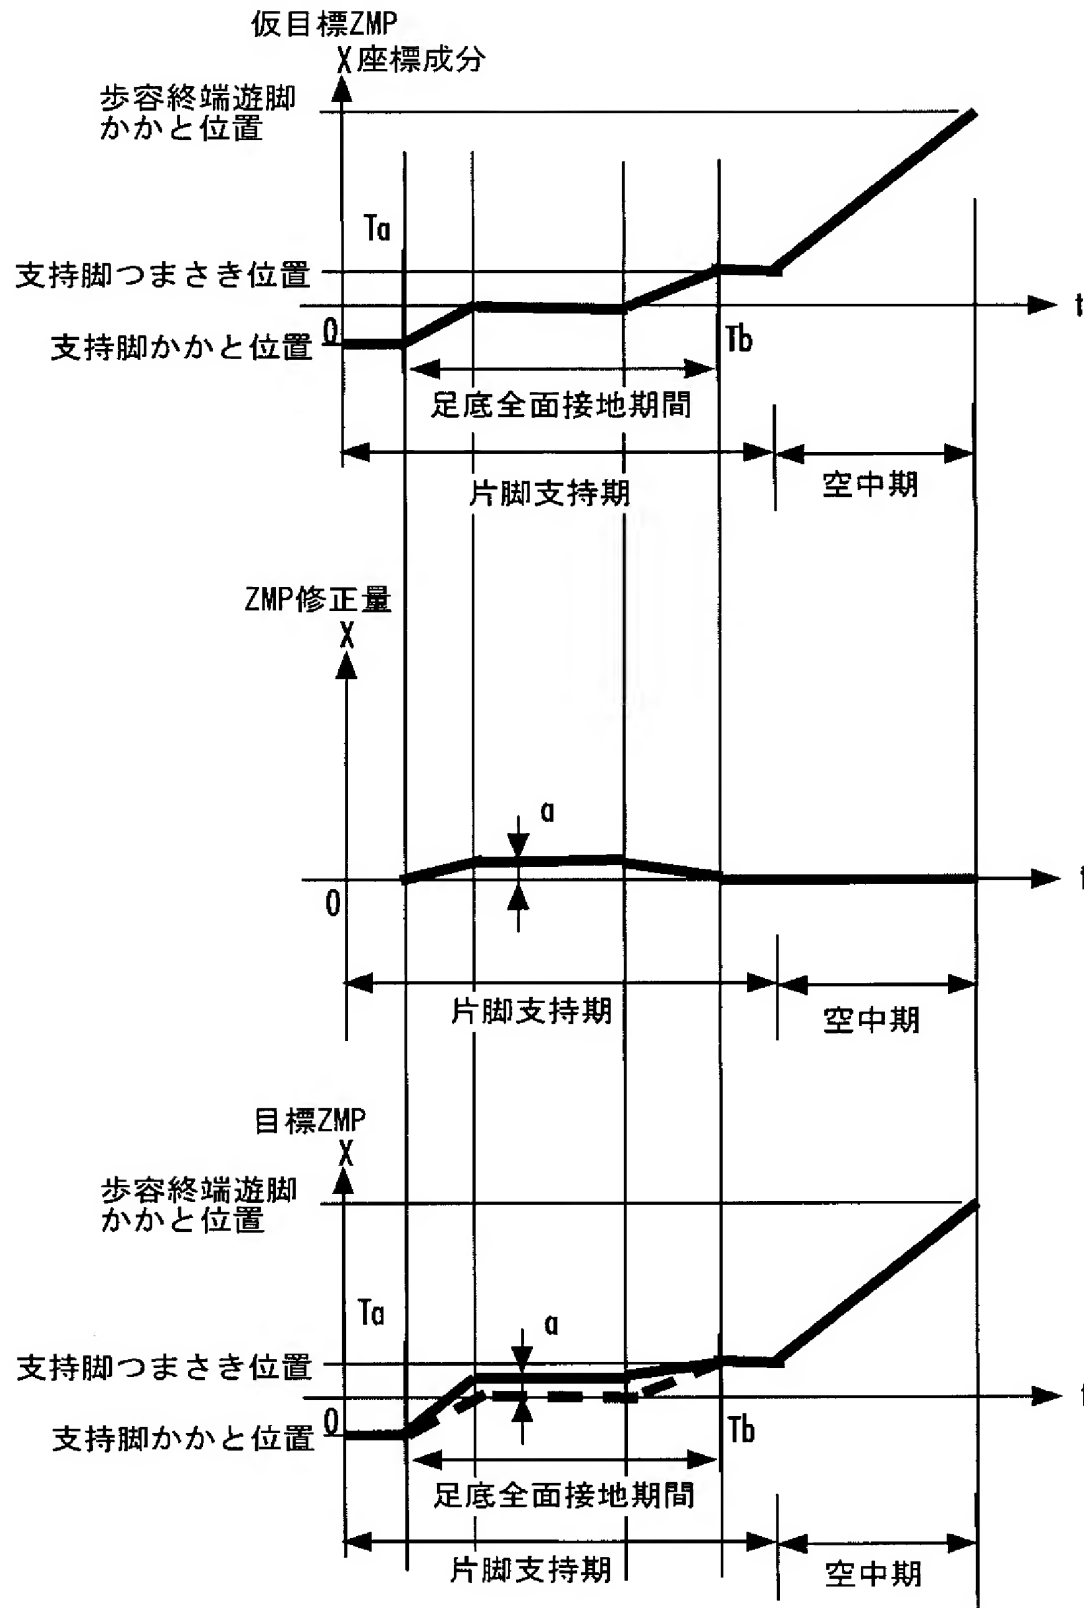 仮目標ZMP
X座標成分
歩容終端遊脚
かかと位置
Ta
支持脚つまさき位置
t
0
支持脚かかと位置
Tb
足底全面接地期間
片脚支持期
空中期
ZMP修正量
X
a
0
t
片脚支持期
空中期
目標ZMP
X
歩容終端遊脚
かかと位置
Ta
a
支持脚つまさき位置
t
0
支持脚かかと位置
Tb
足底全面接地期間
片脚支持期
空中期